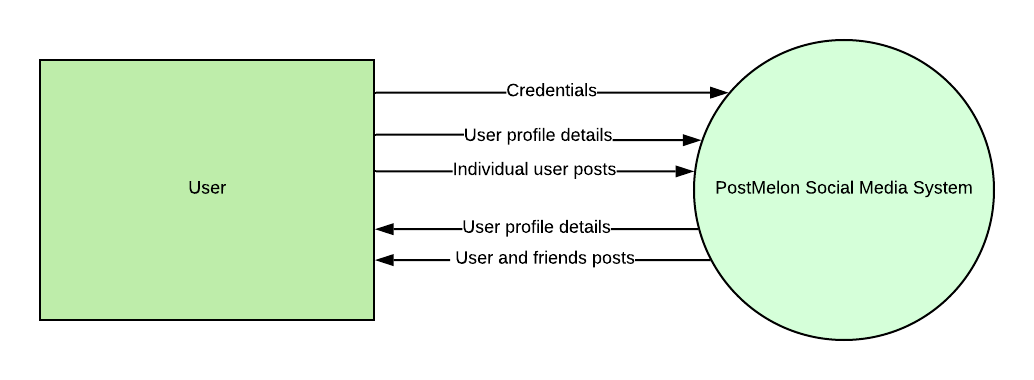 Credentials
User profile details
Individual user posts
User
PostMelon Social Media System
User profile details
User and friends posts